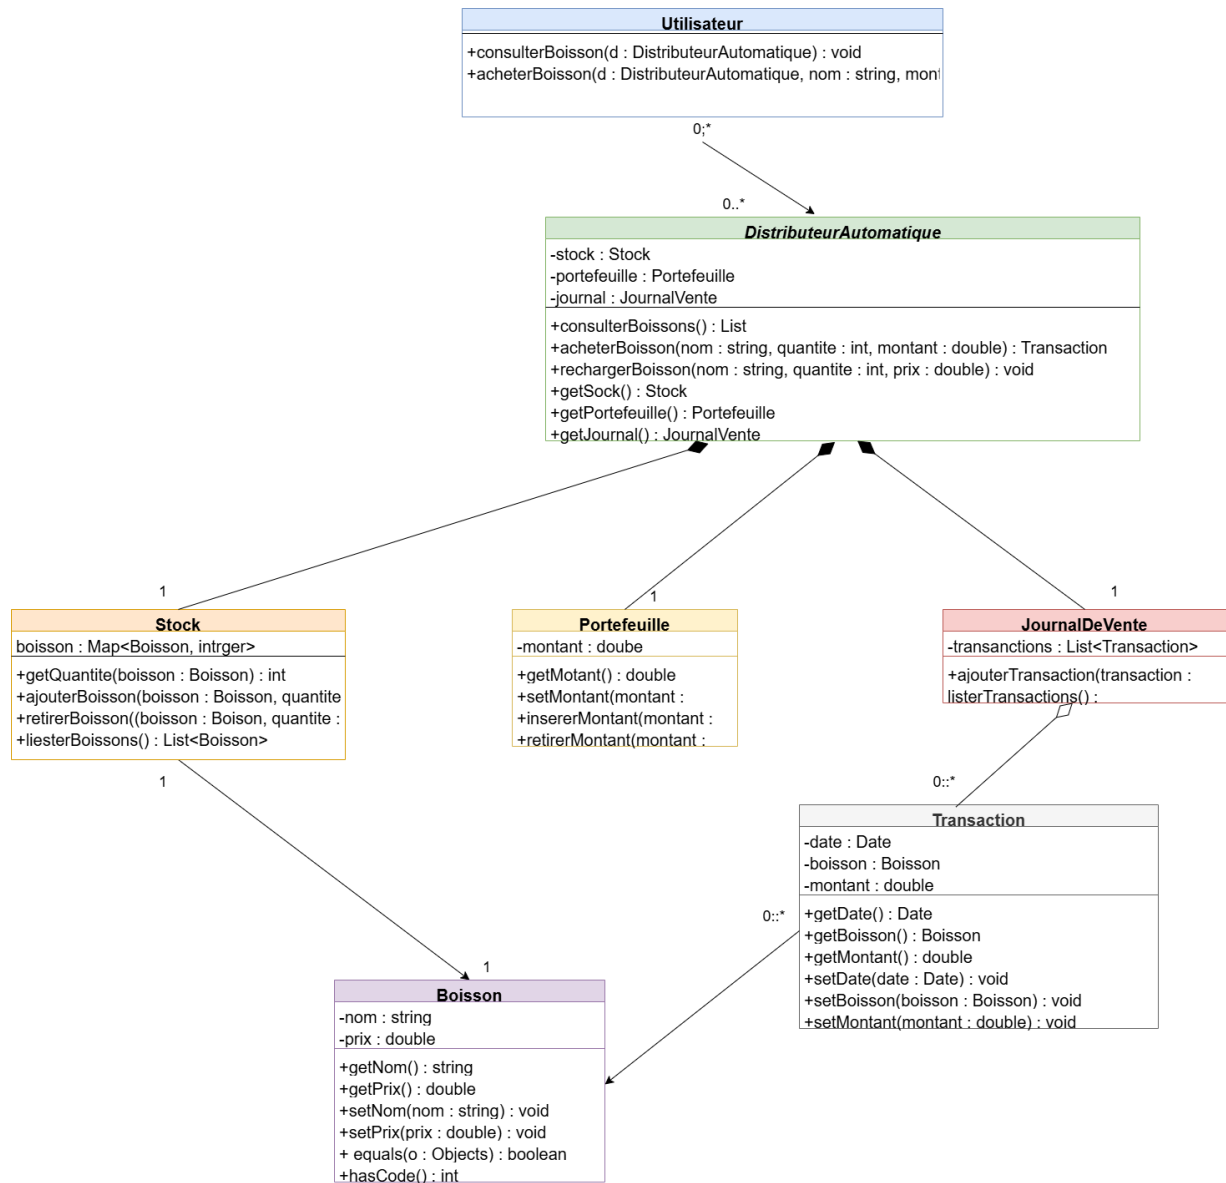 Utilisateur
+consulterBoisson(d : DistributeurAutomatique) : void
+acheterBoisson(d : DistributeurAutomatique, nom : string, mont
0;*
0..*
DistributeurAutomatique
-stock : Stock
-portefeuille : Portefeuille
-journal : JournalVente
+consulterBoissons() : List
+acheterBoisson(nom : string, quantite : int, montant : double) : Transaction
+rechargerBoisson(nom : string, quantite : int, prix : double) : void
+getSock() : Stock
+getPortefeuille() : Portefeuille
+getJournal() : JournalVente
1
1
1
Stock
boisson : Map<Boisson, intrger>
+getQuantite(boisson : Boisson) : int
+ajouterBoisson(boisson : Boisson, quantite
+retirerBoisson((boisson : Boison, quantite :
+liesterBoissons() : List<Boisson>
Portefeuille
-montant : doube
+getMotant() : double
+setMontant(montant :
+insererMontant(montant :
+retirerMontant(montant :
JournalDeVente
-transanctions : List<Transaction>
+ajouterTransaction(transaction :
listerTransactions() :
1
0::*
Transaction
-date : Date
-boisson : Boisson
-montant : double
+getDate() : Date
+getBoisson() : Boisson
+getMontant() : double
+setDate(date : Date) : void
+setBoisson(boisson : Boisson) : void
+setMontant(montant : double) : void
0::*
1
Boisson
-nom : string
-prix : double
+getNom() : string
+getPrix() : double
+setNom(nom : string) : void
+setPrix(prix : double) : void
+ equals(o : Objects) : boolean
+hasCode() : int